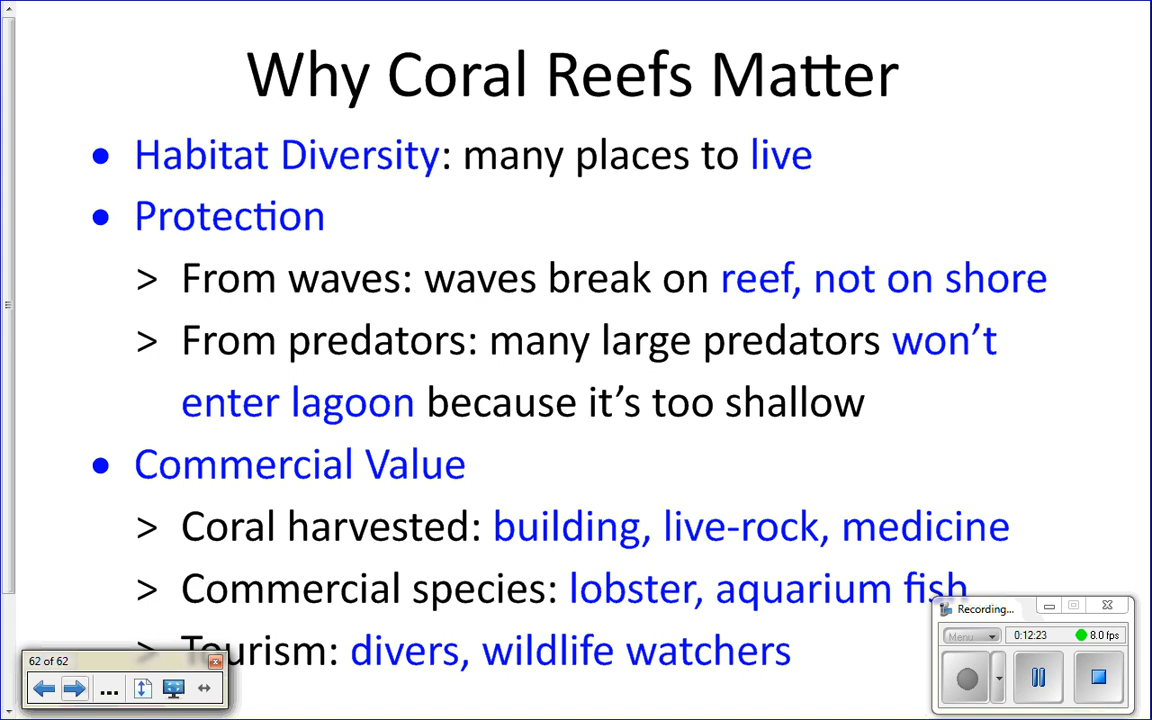 Why Coral Reefs Matter
• Habitat Diversity: many places to live
• Protection
> From waves: waves break on reef, not on shore
> From predators: many large predators won’t
enter lagoon because it’s too shallow
• Commercial Value
> Coral harvested: building, live-rock, medicine
> Commercial species: lobster, aquarium fish
> Tourism: divers, wildlife watchers
62 of 62
...
Recording...
Menu
0:12:23
8.0 fps